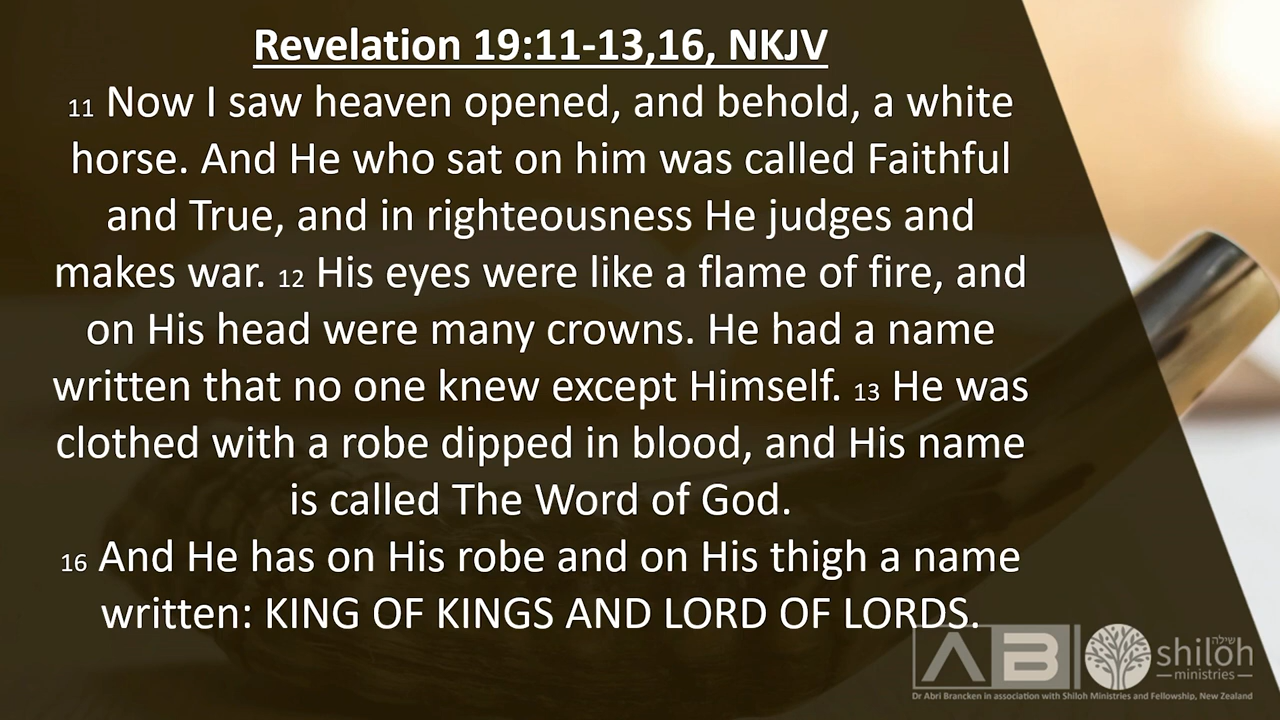 Revelation 19:11-13,16, NKJV
11 Now I saw heaven opened, and behold, a white
horse. And He who sat on him was called Faithful
and True, and in righteousness He judges and
makes war. 12 His eyes were like a flame of fire, and
on His head were many crowns. He had a name
written that no one knew except Himself. 13 He was
clothed with a robe dipped in blood, and His name
is called The Word of God.
16 And He has on His robe and on His thigh a name
written: KING OF KINGS AND LORD OF LORDS.
AB
שילה
shiloh
ministries
Dr Abri Brancken in association with Shiloh Ministries and Fellowship, New Zealand